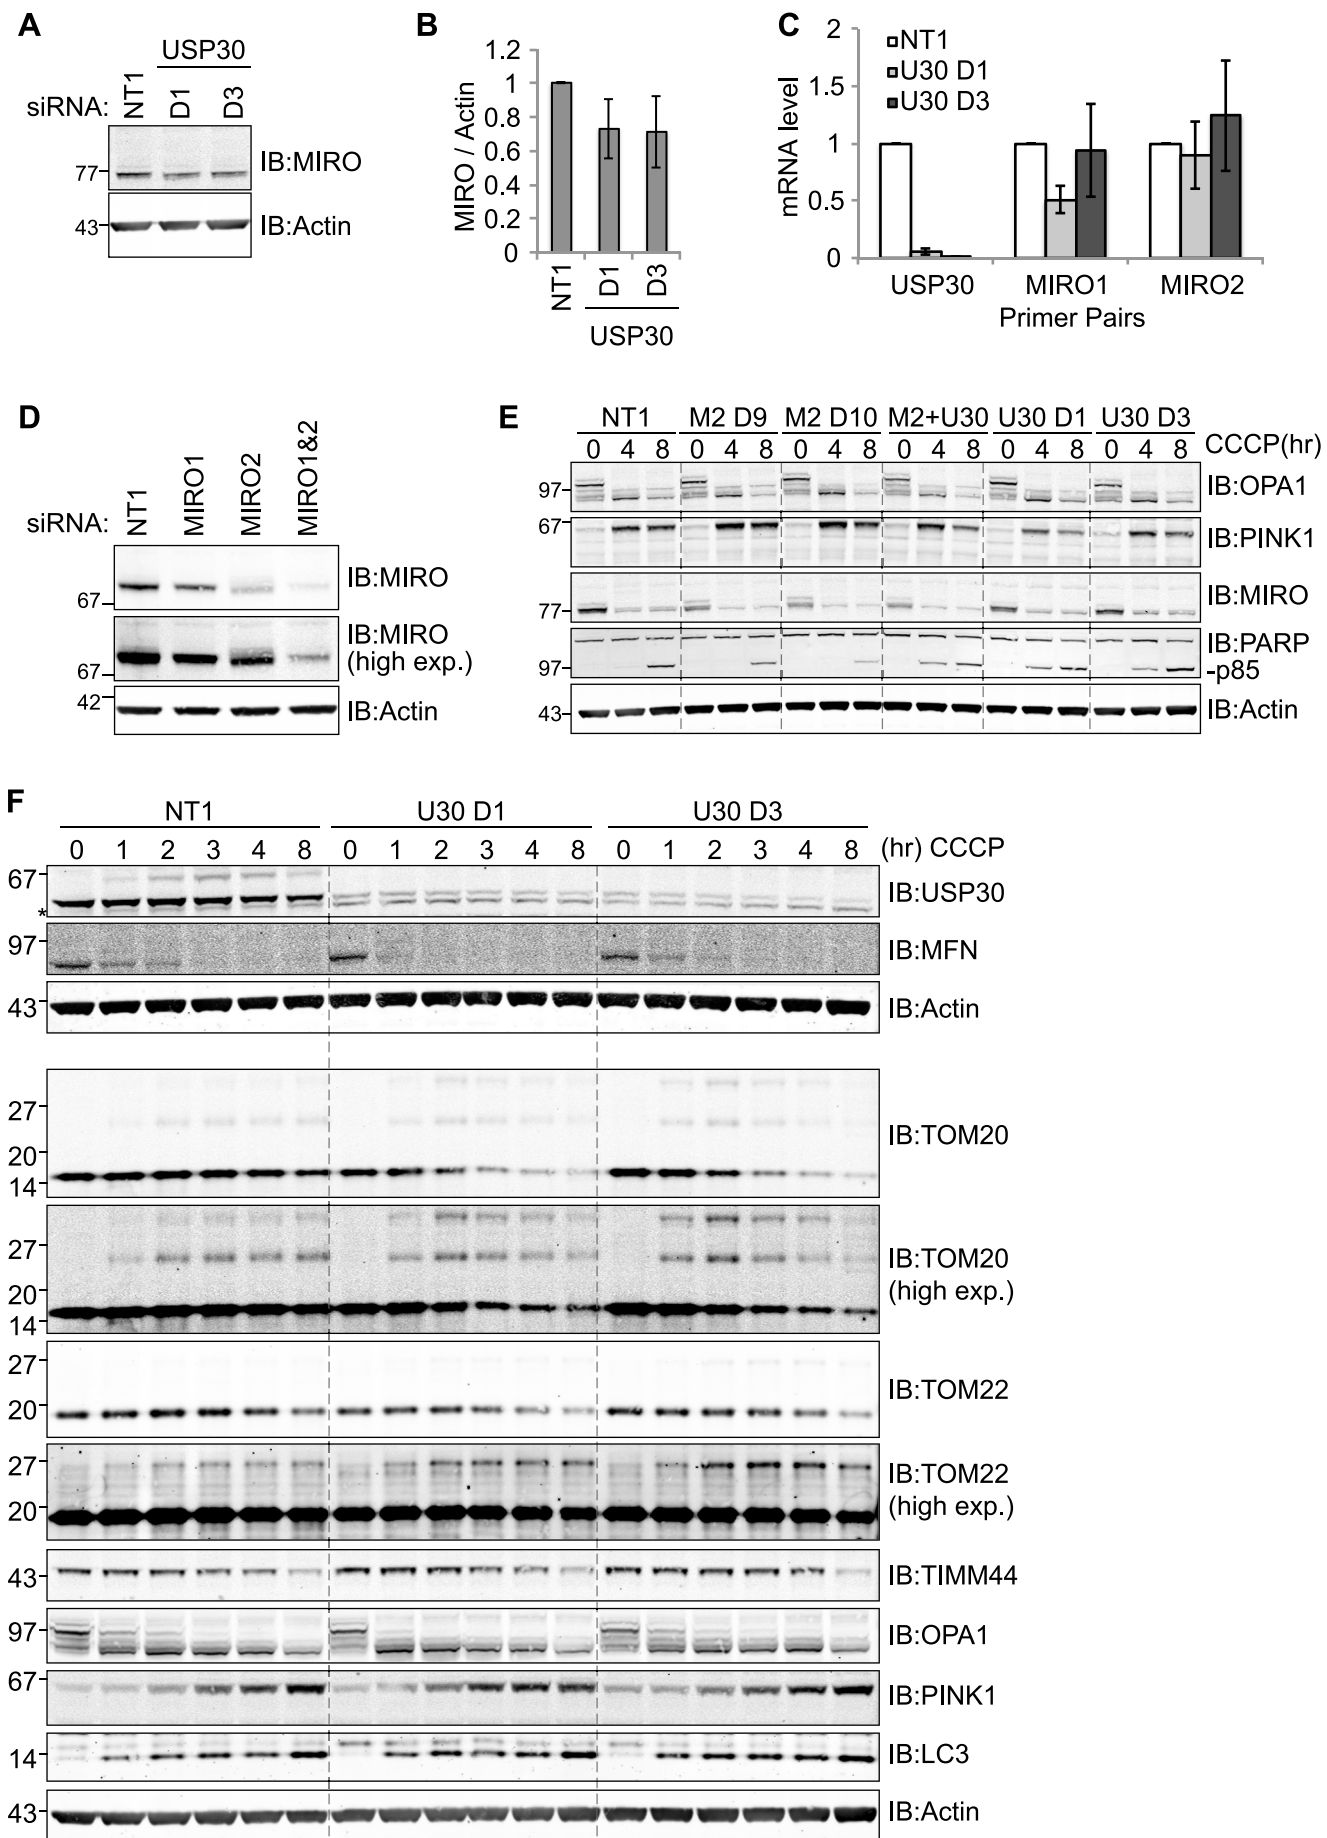 A
USP30
siRNA: NT1 D1 D3
77
IB:MIRO
43
IB:Actin
B
MIRO / Actin
1.2
1
0.8
0.6
0.4
0.2
0
NT1 D1 D3
USP30
C
mRNA level
2
1.5
1
0.5
0
NT1
U30 D1
U30 D3
USP30 MIRO1 MIRO2
Primer Pairs
D
siRNA: NT1 MIRO1 MIRO2 MIRO1&2
67
IB:MIRO
67
IB:MIRO
(high exp.)
42
IB:Actin
E
NT1 M2 D9 M2 D10 M2+U30 U30 D1 U30 D3
0 4 8 0 4 8 0 4 8 0 4 8 0 4 8 0 4 8 CCCP(hr)
97 IB:OPA1
67 IB:PINK1
77 IB:MIRO
97 IB:PARP
-p85
43 IB:Actin
F
NT1 U30 D1 U30 D3
0 1 2 3 4 8 0 1 2 3 4 8 0 1 2 3 4 8 (hr) CCCP
67
*
IB:USP30
97 IB:MFN
43 IB:Actin
27
20
14
IB:TOM20
27
20
14
IB:TOM20
(high exp.)
27
20
IB:TOM22
27
20
IB:TOM22
(high exp.)
43 IB:TIMM44
97 IB:OPA1
67 IB:PINK1
14 IB:LC3
43 IB:Actin